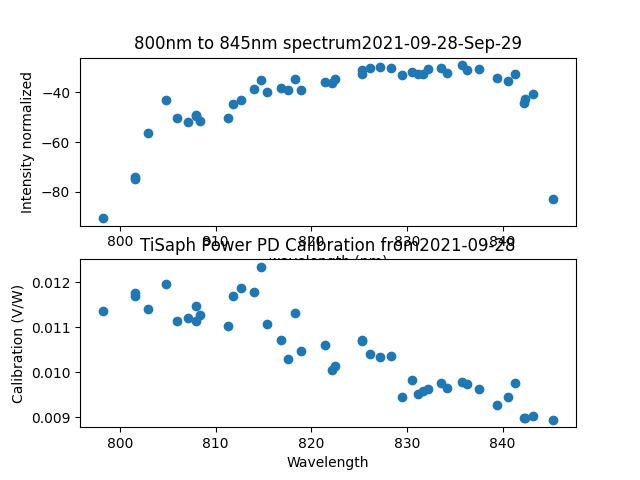 800nm to 845nm spectrum2021-09-28-Sep-29
Intensity normalized
−40
−60
−80
800 810 820 830 840
wavelength (nm)
TiSaph Power PD Calibration from2021-09-28
Calibration (V/W)
0.012
0.011
0.010
0.009
800 810 820 830 840
Wavelength